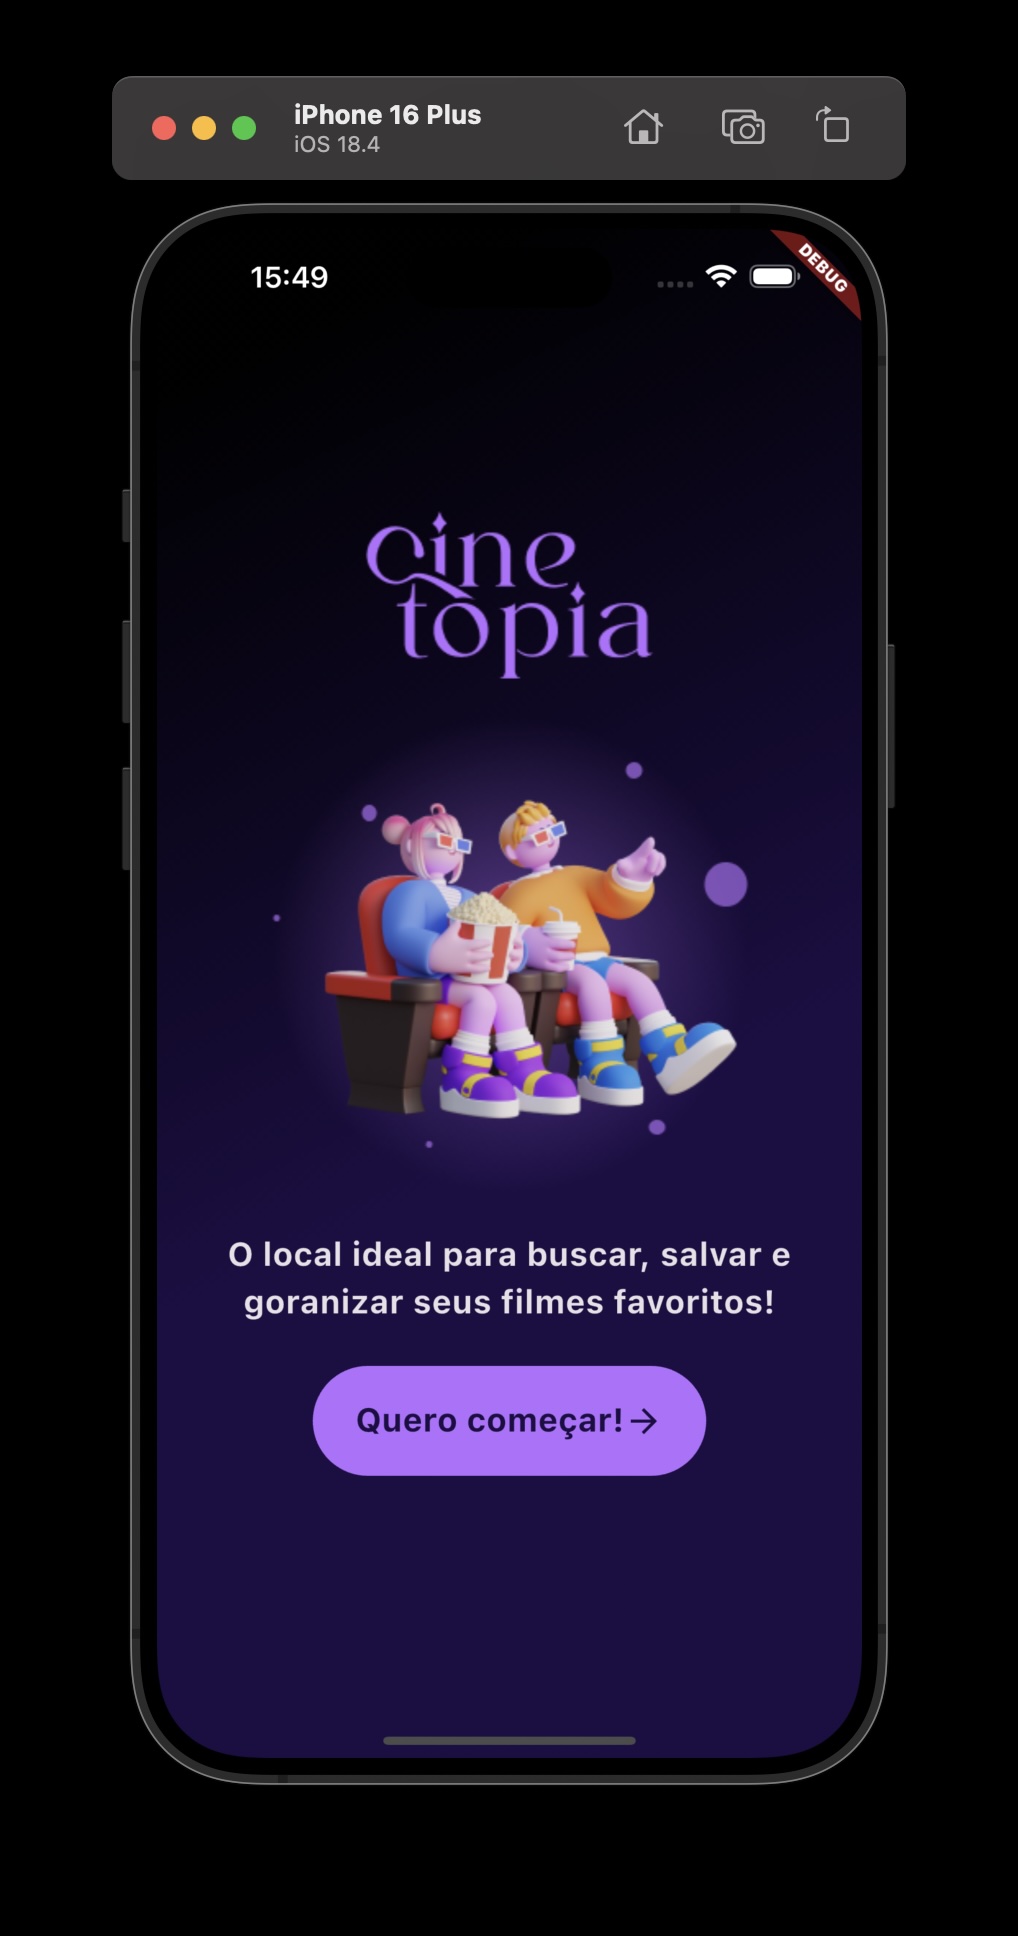 iPhone 16 Plus
iOS 18.4
15:49
DEBUG
cine
topia
O local ideal para buscar, salvar e
goranizar seus filmes favoritos!
Quero começar!